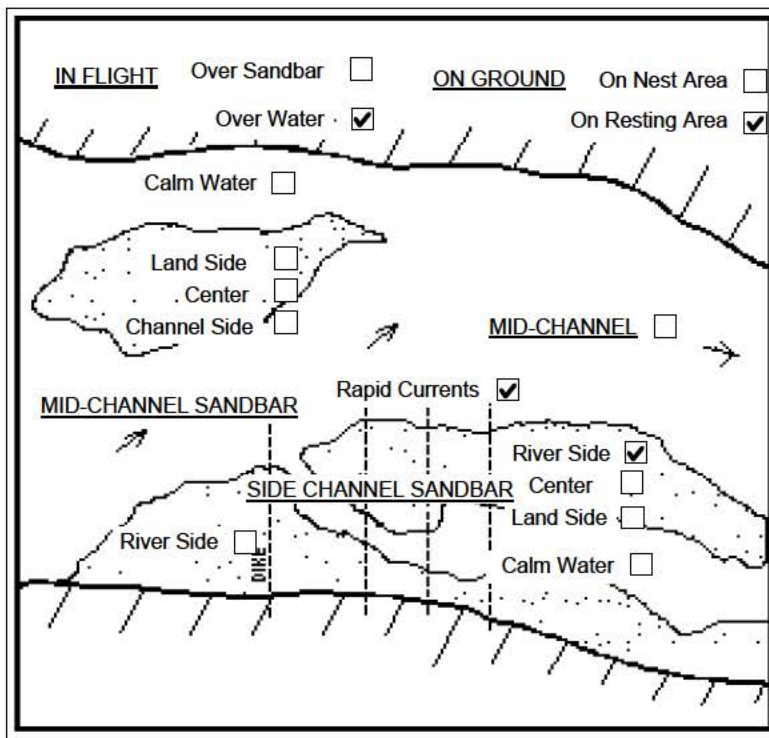 IN FLIGHT Over Sandbar ON GROUND On Nest Area
Over Water On Resting Area
Calm Water
Land Side
Center
Channel Side
MID-CHANNEL
Rapid Currents
MID-CHANNEL SANDBAR
River Side
SIDE CHANNEL SANDBAR Center
Land Side
River Side
DIKE
Calm Water